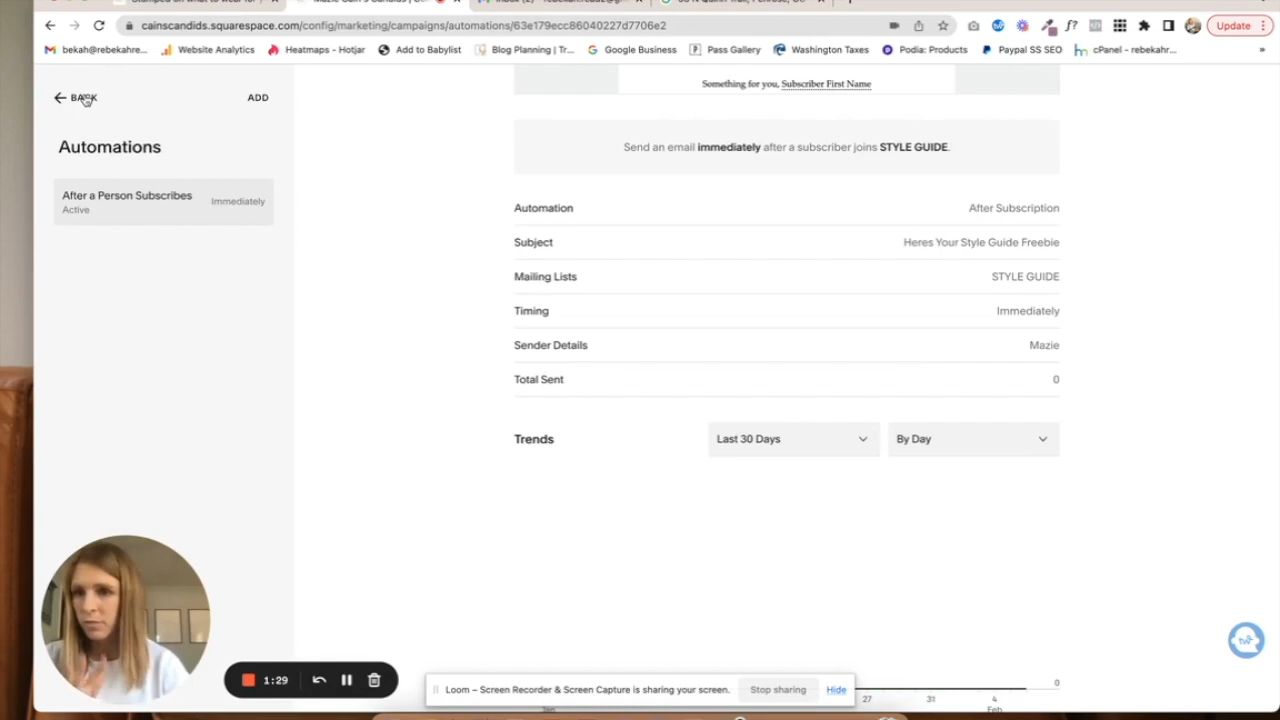 cainscandids.squarespace.com/config/marketing/campaigns/automations/63e179ecc86040227d7706e2
Update
bekah@rebekahre...
Website Analytics
Heatmaps - Hotjar
Add to Babylist
Blog Planning | Tr...
Google Business
Pass Gallery
Washington Taxes
Podia: Products
Paypal SS SEO
cPanel - rebekahr...
»
BACK
ADD
Automations
After a Person Subscribes
Active
Immediately
Something for you, Subscriber First Name
Send an email immediately after a subscriber joins STYLE GUIDE.
Automation
After Subscription
Subject
Heres Your Style Guide Freebie
Mailing Lists
STYLE GUIDE
Timing
Immediately
Sender Details
Mazie
Total Sent
0
Trends
Last 30 Days
By Day
1:29
Loom – Screen Recorder & Screen Capture is sharing your screen.
Stop sharing
Hide
0
27
31
4
Jan
Feb